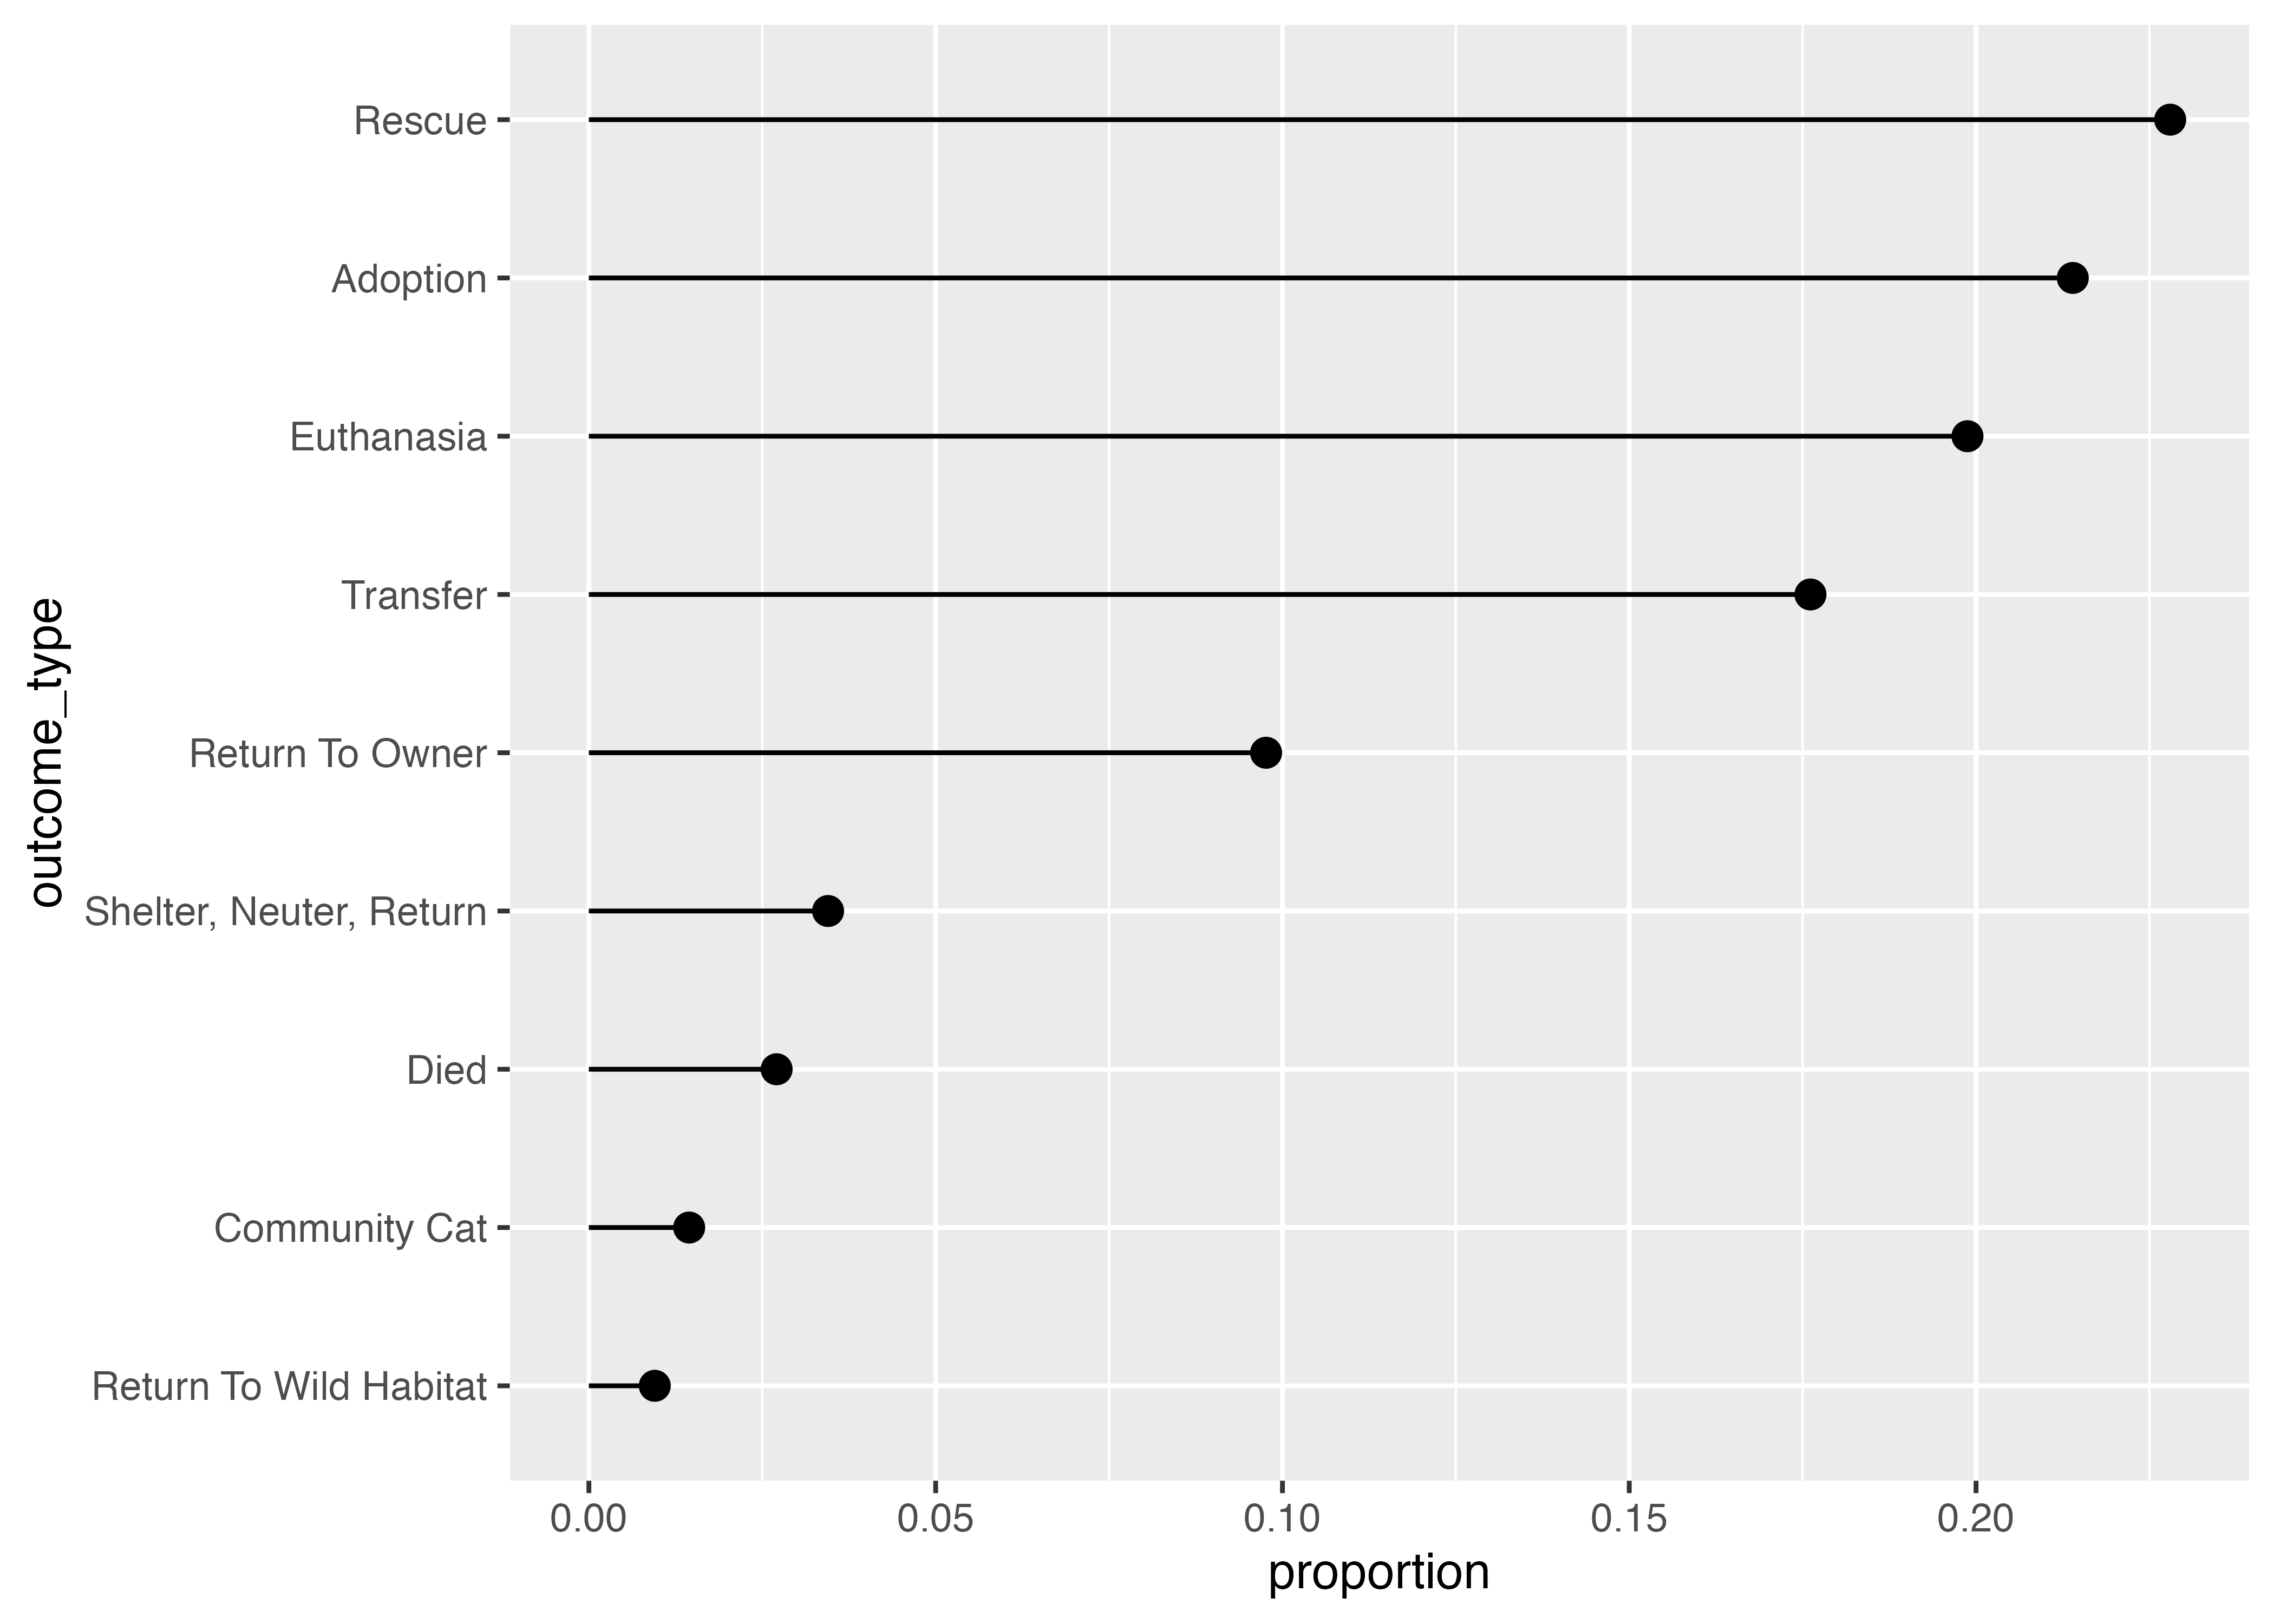 outcome_type
Rescue
Adoption
Euthanasia
Transfer
Return To Owner
Shelter, Neuter, Return
Died
Community Cat
Return To Wild Habitat
0.00 0.05 0.10 0.15 0.20
proportion